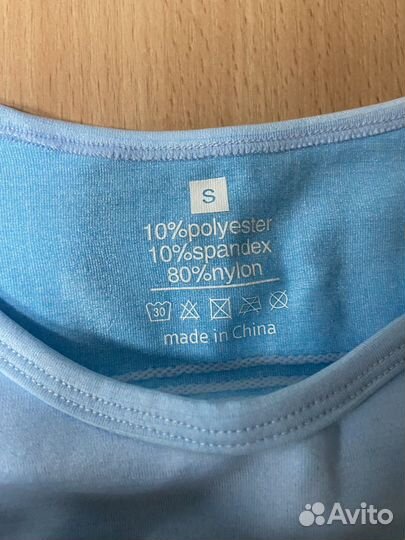 S
10%polyester
10%spandex
80%nylon
30
made in China
Avito